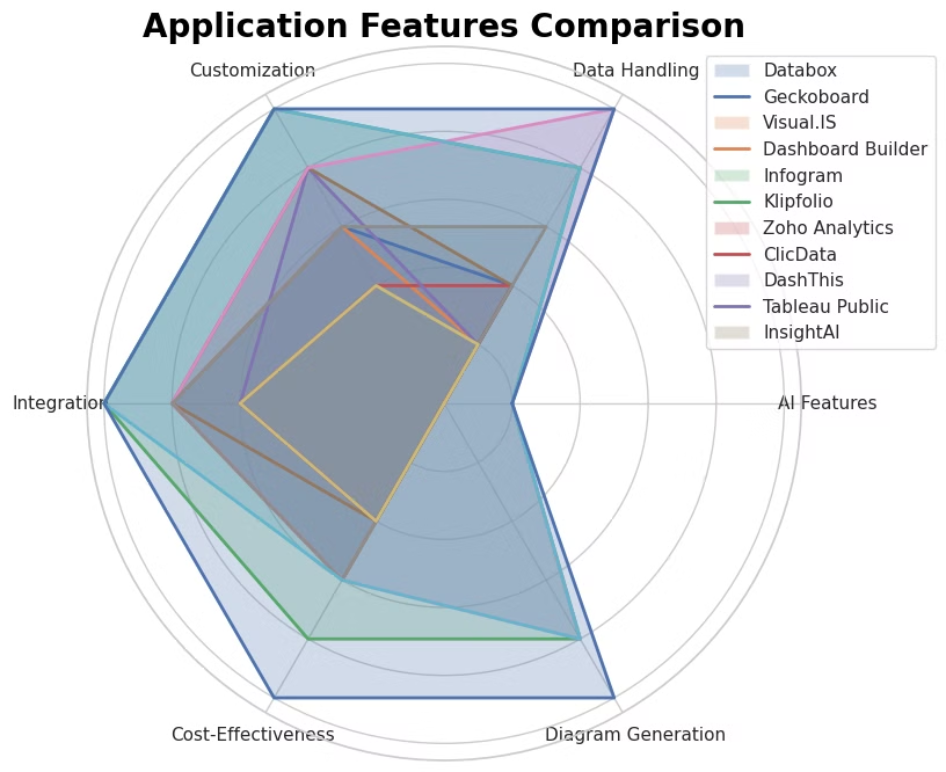 Application Features Comparison
Customization
Data Handling
Databox
Geckoboard
Visual.IS
Dashboard Builder
Infogram
Klipfolio
Zoho Analytics
ClicData
DashThis
Tableau Public
InsightAI
Integration
AI Features
Cost-Effectiveness
Diagram Generation